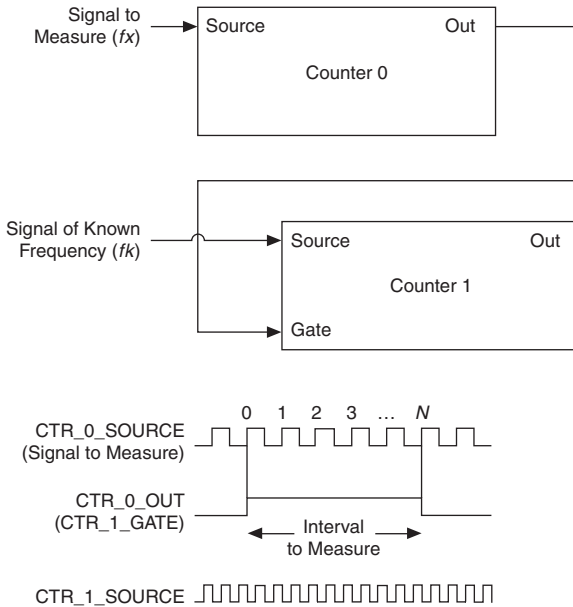 Signal to
Measure (fx)
Source
Out
Counter 0
Signal of Known
Frequency (fk)
Source
Out
Counter 1
Gate
0 1 2 3 … N
CTR_0_SOURCE
(Signal to Measure)
CTR_0_OUT
(CTR_1_GATE)
Interval
to Measure
CTR_1_SOURCE